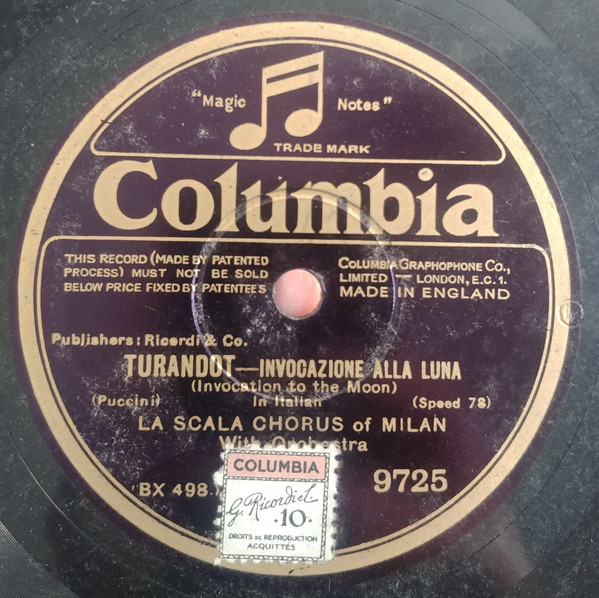 "Magic Notes"
TRADE MARK
Columbia
THIS RECORD (MADE BY PATENTED
PROCESS) MUST NOT BE SOLD
BELOW PRICE FIXED BY PATENTEES
COLUMBIA GRAPHOPHONE CO.,
LIMITED — LONDON, E.C.1.
MADE IN ENGLAND
Publishers: Ricordi & Co.
TURANDOT—INVOCAZIONE ALLA LUNA
(Invocation to the Moon)
(Puccini) In Italian (Speed 78)
LA SCALA CHORUS of MILAN
With Orchestra
BX 498
9725
COLUMBIA
G. Ricordi
.10.
DROITS DE REPRODUCTION
ACQUITTÉS